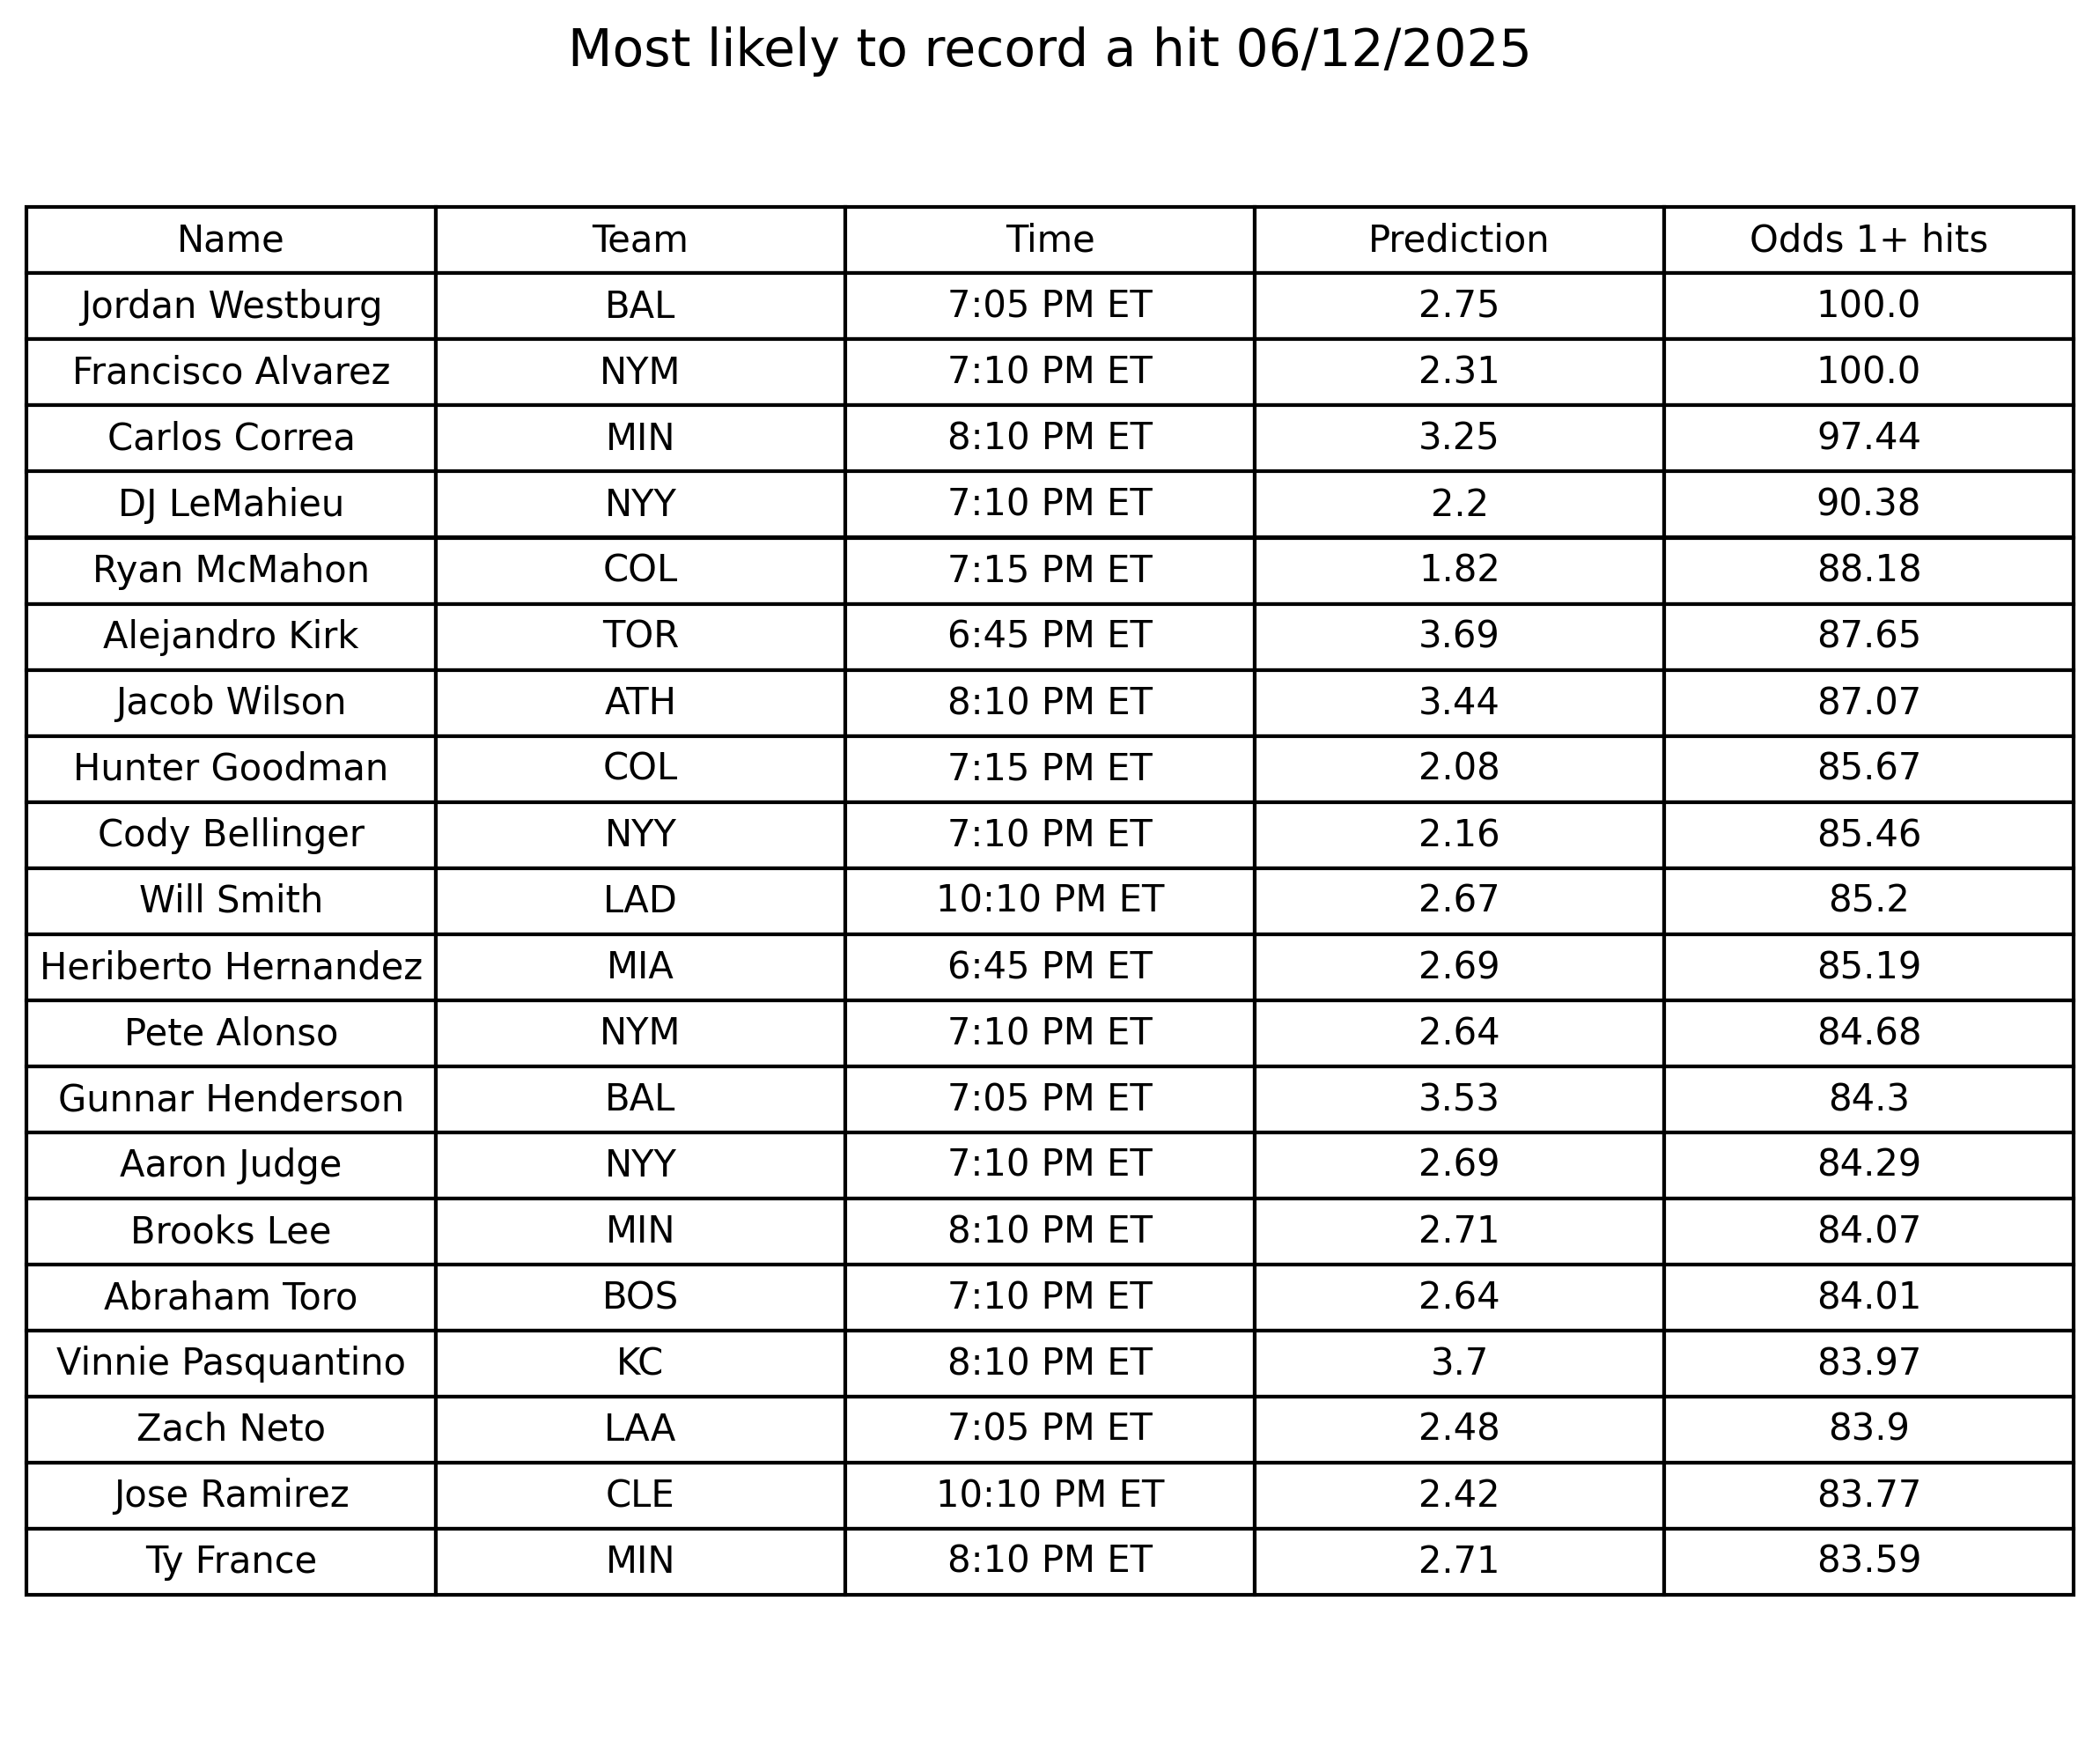 Most likely to record a hit 06/12/2025
Name Team Time Prediction Odds 1+ hits
Jordan Westburg BAL 7:05 PM ET 2.75 100.0
Francisco Alvarez NYM 7:10 PM ET 2.31 100.0
Carlos Correa MIN 8:10 PM ET 3.25 97.44
DJ LeMahieu NYY 7:10 PM ET 2.2 90.38
Ryan McMahon COL 7:15 PM ET 1.82 88.18
Alejandro Kirk TOR 6:45 PM ET 3.69 87.65
Jacob Wilson ATH 8:10 PM ET 3.44 87.07
Hunter Goodman COL 7:15 PM ET 2.08 85.67
Cody Bellinger NYY 7:10 PM ET 2.16 85.46
Will Smith LAD 10:10 PM ET 2.67 85.2
Heriberto Hernandez MIA 6:45 PM ET 2.69 85.19
Pete Alonso NYM 7:10 PM ET 2.64 84.68
Gunnar Henderson BAL 7:05 PM ET 3.53 84.3
Aaron Judge NYY 7:10 PM ET 2.69 84.29
Brooks Lee MIN 8:10 PM ET 2.71 84.07
Abraham Toro BOS 7:10 PM ET 2.64 84.01
Vinnie Pasquantino KC 8:10 PM ET 3.7 83.97
Zach Neto LAA 7:05 PM ET 2.48 83.9
Jose Ramirez CLE 10:10 PM ET 2.42 83.77
Ty France MIN 8:10 PM ET 2.71 83.59